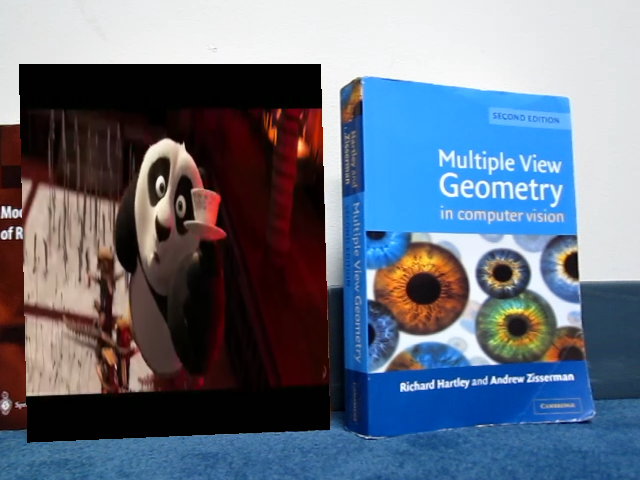 SECOND EDITION
Multiple View
Geometry
in computer vision
Richard Hartley and Andrew Zisserman
CAMBRIDGE
Hartley and
Zisserman
Multiple View Geometry
of R